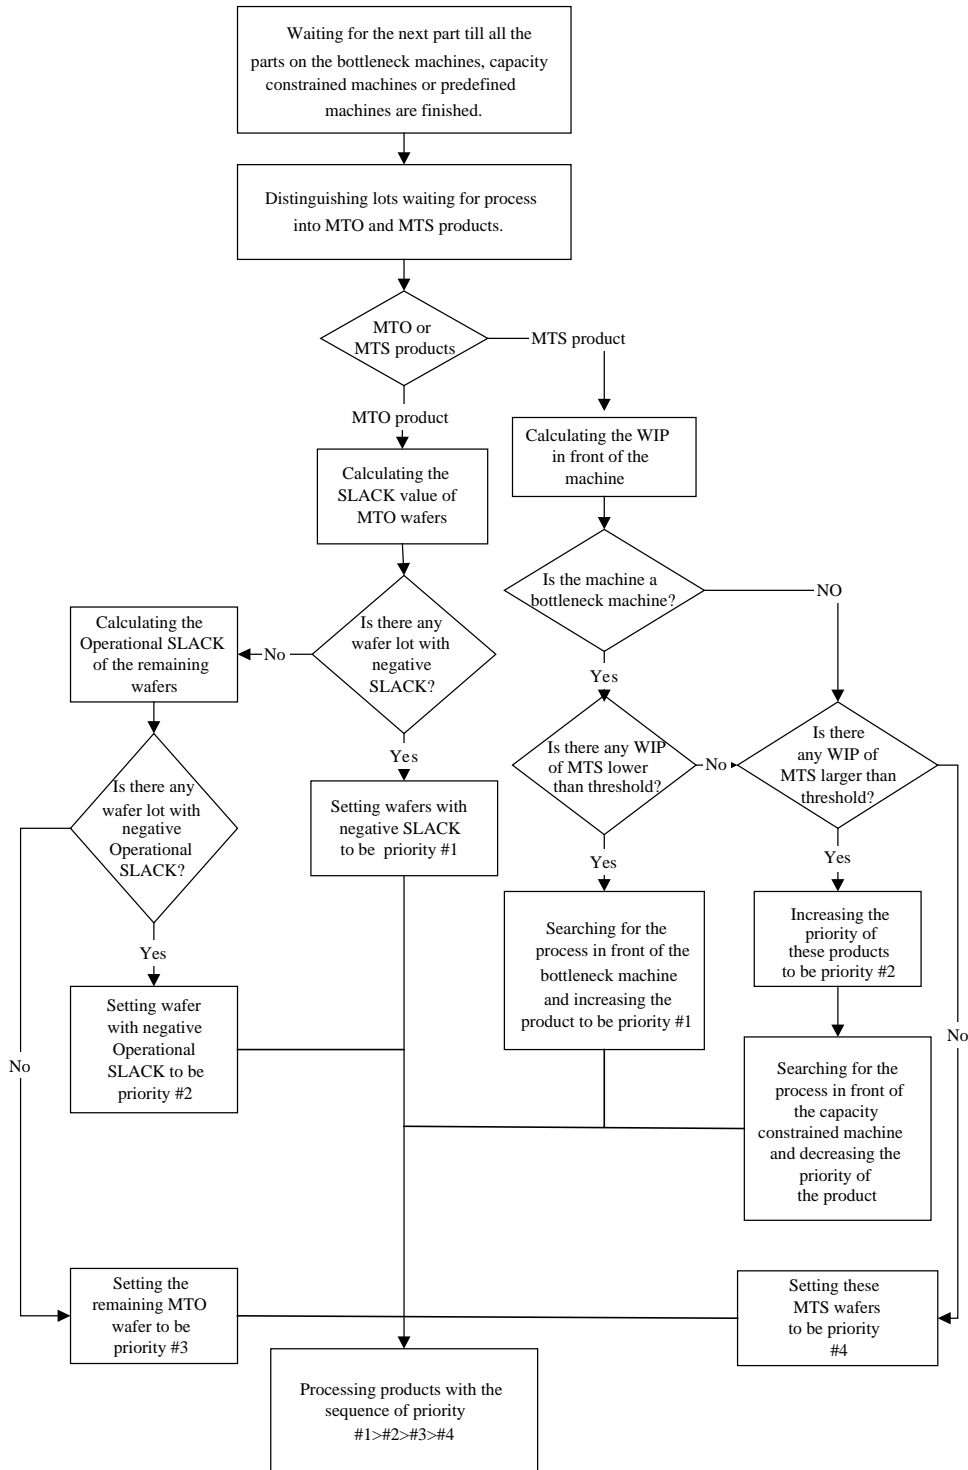 Waiting for the next part till all the
parts on the bottleneck machines, capacity
constrained machines or predefined
machines are finished.
Distinguishing lots waiting for process
into MTO and MTS products.
MTO or
MTS products
MTS product
MTO product
Calculating the WIP
in front of the
machine
Calculating the
SLACK value of
MTO wafers
Is the machine a
bottleneck machine?
NO
Calculating the
Operational SLACK
of the remaining
wafers
No
Is there any
wafer lot with
negative
SLACK?
Yes
Yes
Is there any WIP
of MTS lower
than threshold?
No
Is there
any WIP of
MTS larger than
threshold?
Is there any
wafer lot with
negative
Operational
SLACK?
Setting wafers with
negative SLACK
to be priority #1
Yes
Yes
Yes
Searching for the
process in front of the
bottleneck machine
and increasing the
product to be priority #1
Increasing the
priority of
these products
to be priority #2
Setting wafer
with negative
Operational
SLACK to be
priority #2
No
No
Searching for the
process in front of
the capacity
constrained machine
and decreasing the
priority of
the product
Setting the
remaining MTO
wafer to be
priority #3
Setting these
MTS wafers
to be priority
#4
Processing products with the
sequence of priority
#1>#2>#3>#4